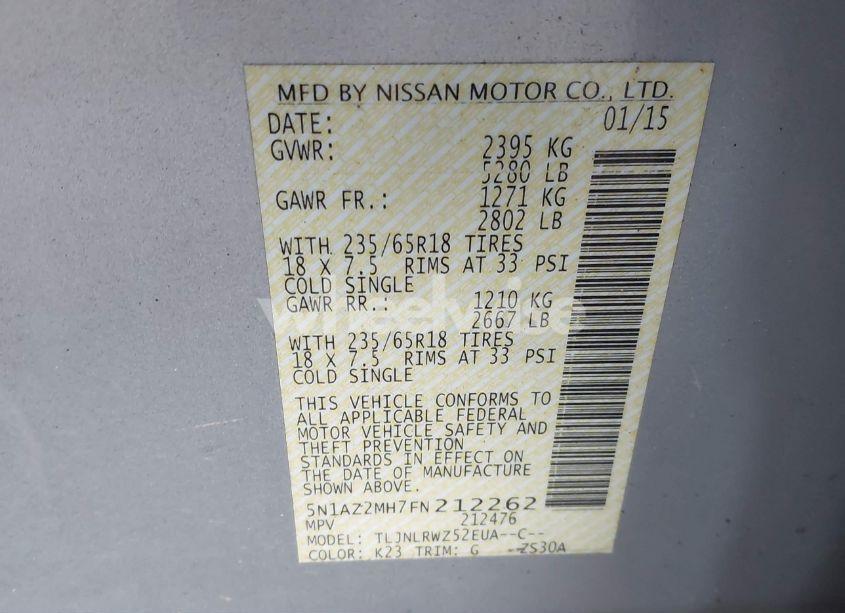 MFD BY NISSAN MOTOR CO., LTD.
DATE: 01/15
GVWR: 2395 KG
5280 LB
GAWR FR.: 1271 KG
2802 LB
WITH 235/65R18 TIRES
18 X 7.5 RIMS AT 33 PSI
COLD SINGLE
GAWR RR.: 1210 KG
2667 LB
WITH 235/65R18 TIRES
18 X 7.5 RIMS AT 33 PSI
COLD SINGLE
THIS VEHICLE CONFORMS TO
ALL APPLICABLE FEDERAL
MOTOR VEHICLE SAFETY AND
THEFT PREVENTION
STANDARDS IN EFFECT ON
THE DATE OF MANUFACTURE
SHOWN ABOVE.
5N1AZ2MH7FN212262
MPV 212476
MODEL: TLJNLRWZ52EUA--C--
COLOR: K23 TRIM: G --ZS30A
wheelwise